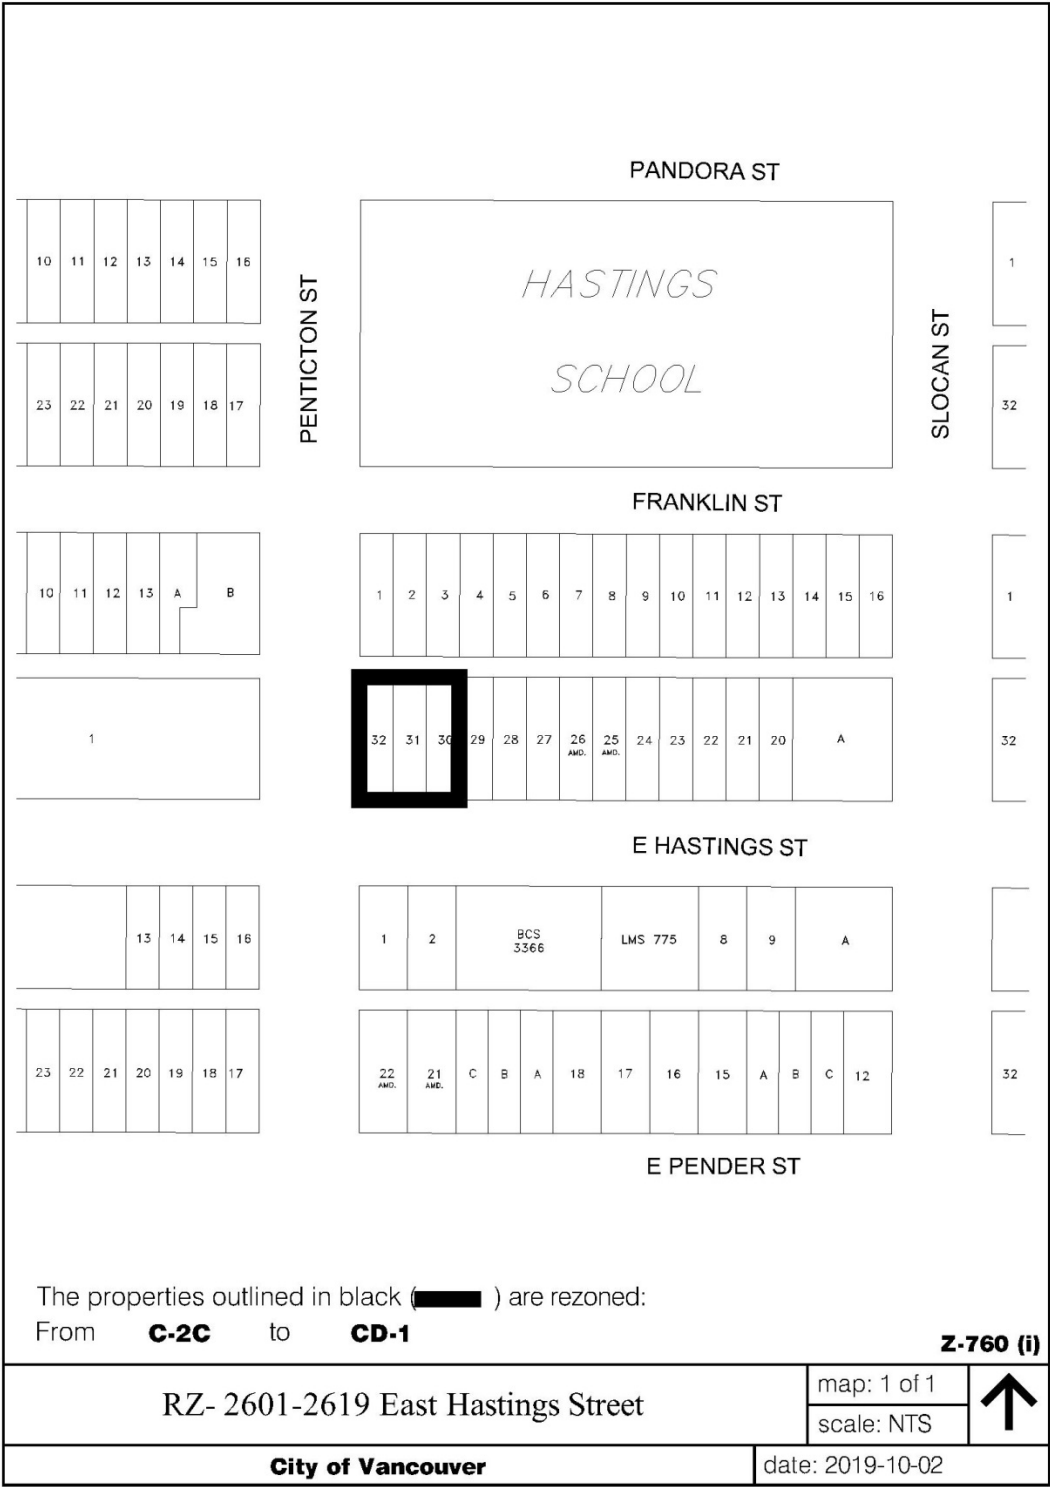 PANDORA ST
10 11 12 13 14 15 16
HASTINGS
1
PENTICTON ST
SLOCAN ST
SCHOOL
23 22 21 20 19 18 17
32
FRANKLIN ST
10 11 12 13 A B
1 2 3 4 5 6 7 8 9 10 11 12 13 14 15 16
1
1
32 31 30 29 28 27 26 AMD. 25 AMD. 24 23 22 21 20 A
32
E HASTINGS ST
13 14 15 16
1 2 BCS 3366 LMS 775 8 9 A
23 22 21 20 19 18 17
22 AMD. 21 AMD. C B A 18 17 16 15 A B C 12
32
E PENDER ST
The properties outlined in black ( ) are rezoned:
From C-2C to CD-1
Z-760 (i)
RZ- 2601-2619 East Hastings Street
map: 1 of 1
scale: NTS
City of Vancouver
date: 2019-10-02